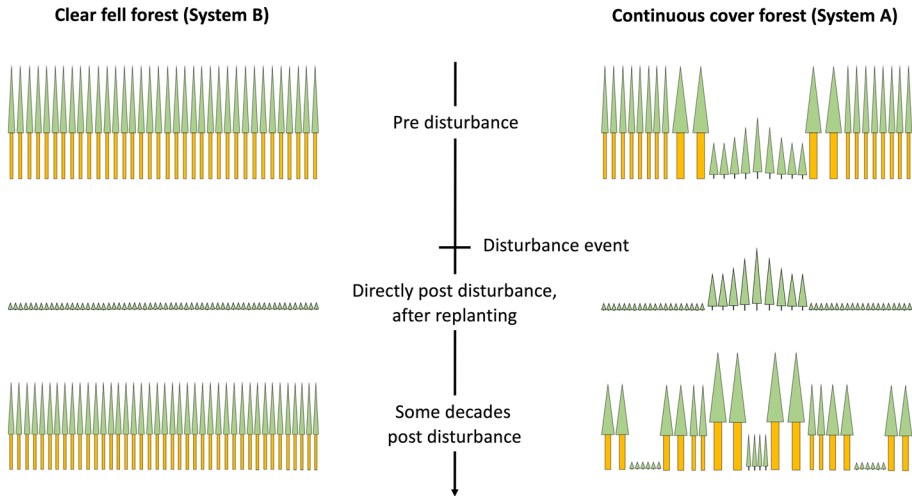 Clear fell forest (System B)
Continuous cover forest (System A)
Pre disturbance
Disturbance event
Directly post disturbance,
after replanting
Some decades
post disturbance